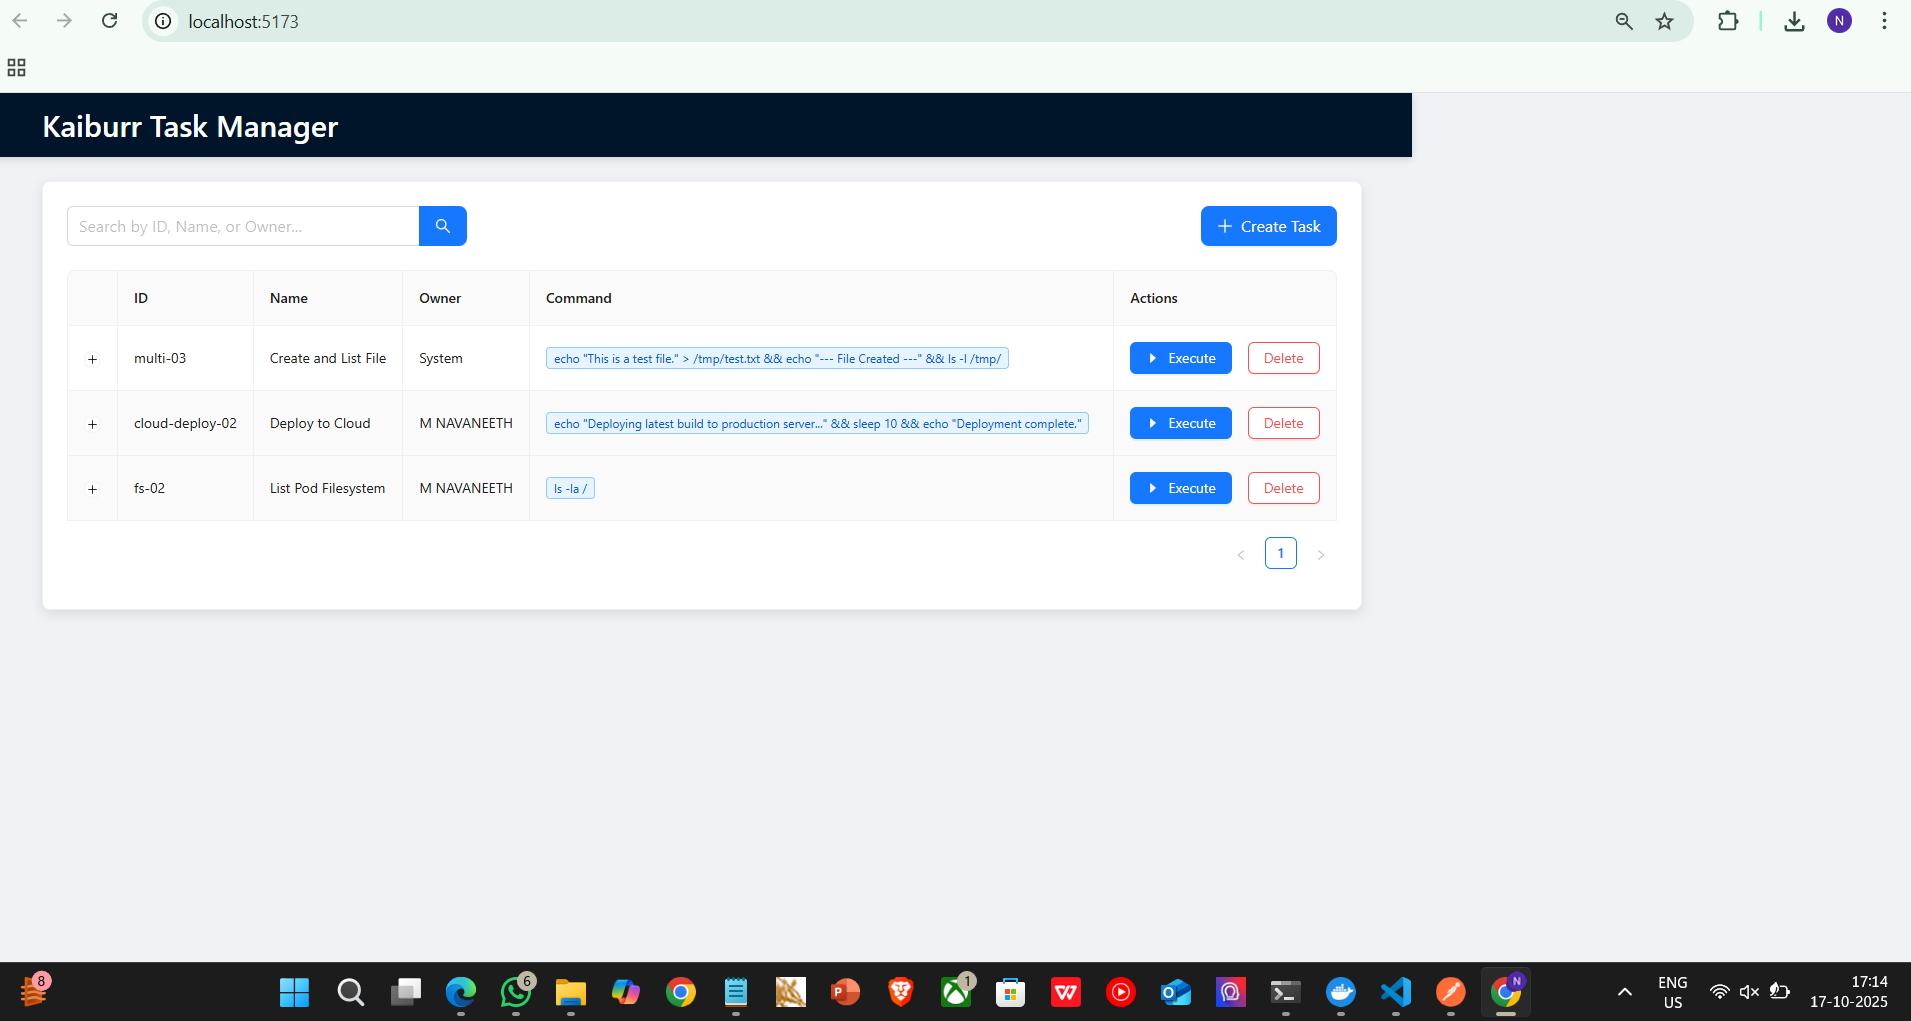 localhost:5173
N
Kaiburr Task Manager
Search by ID, Name, or Owner...
Create Task
ID Name Owner Command Actions
multi-03 Create and List File System echo "This is a test file." > /tmp/test.txt && echo "--- File Created ---" && ls -l /tmp/ Execute Delete
cloud-deploy-02 Deploy to Cloud M NAVANEETH echo "Deploying latest build to production server..." && sleep 10 && echo "Deployment complete." Execute Delete
fs-02 List Pod Filesystem M NAVANEETH ls -la / Execute Delete
1
8
6
P
1
W
O
N
ENG
US
17:14
17-10-2025